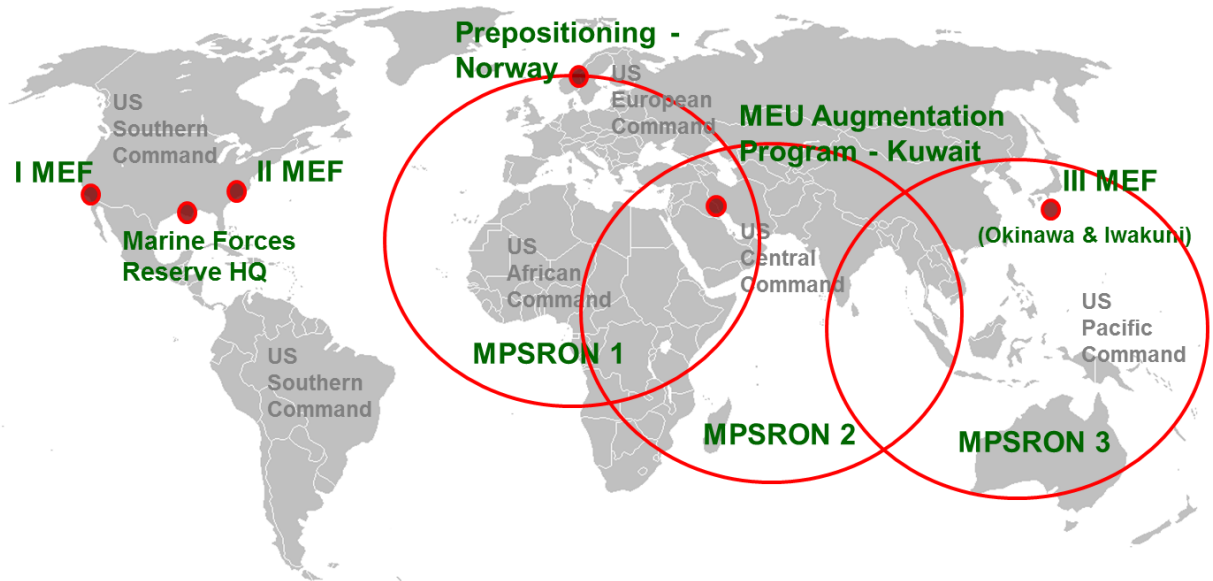 Prepositioning -
Norway
US
European
Command
US
Southern
Command
MEU Augmentation
Program - Kuwait
I MEF
II MEF
III MEF
(Okinawa & Iwakuni)
Marine Forces
Reserve HQ
US
African
Command
US
Central
Command
US
Pacific
Command
MPSRON 1
US
Southern
Command
MPSRON 2
MPSRON 3